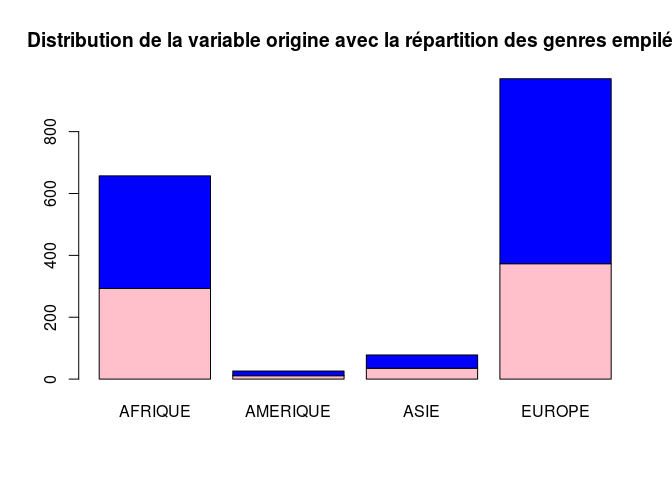 Distribution de la variable origine avec la répartition des genres empilé
800
600
400
200
0
AFRIQUE AMERIQUE ASIE EUROPE